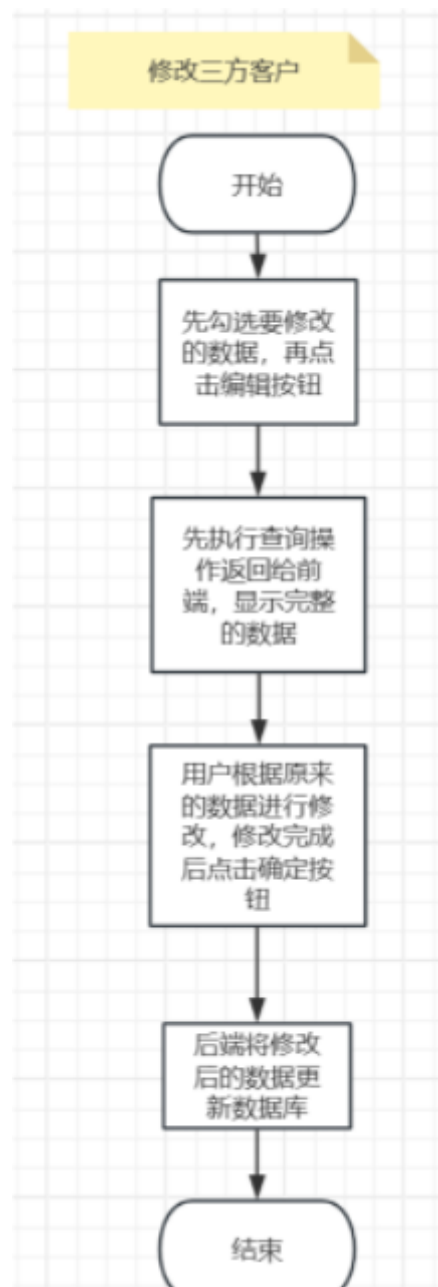 修改三方客户
开始
先勾选要修改
的数据，再点
击编辑按钮
先执行查询操
作返回给前
端，显示完整
的数据
用户根据原来
的数据进行修
改，修改完成
后点击确定按
钮
后端将修改
后的数据更
新数据库
结束